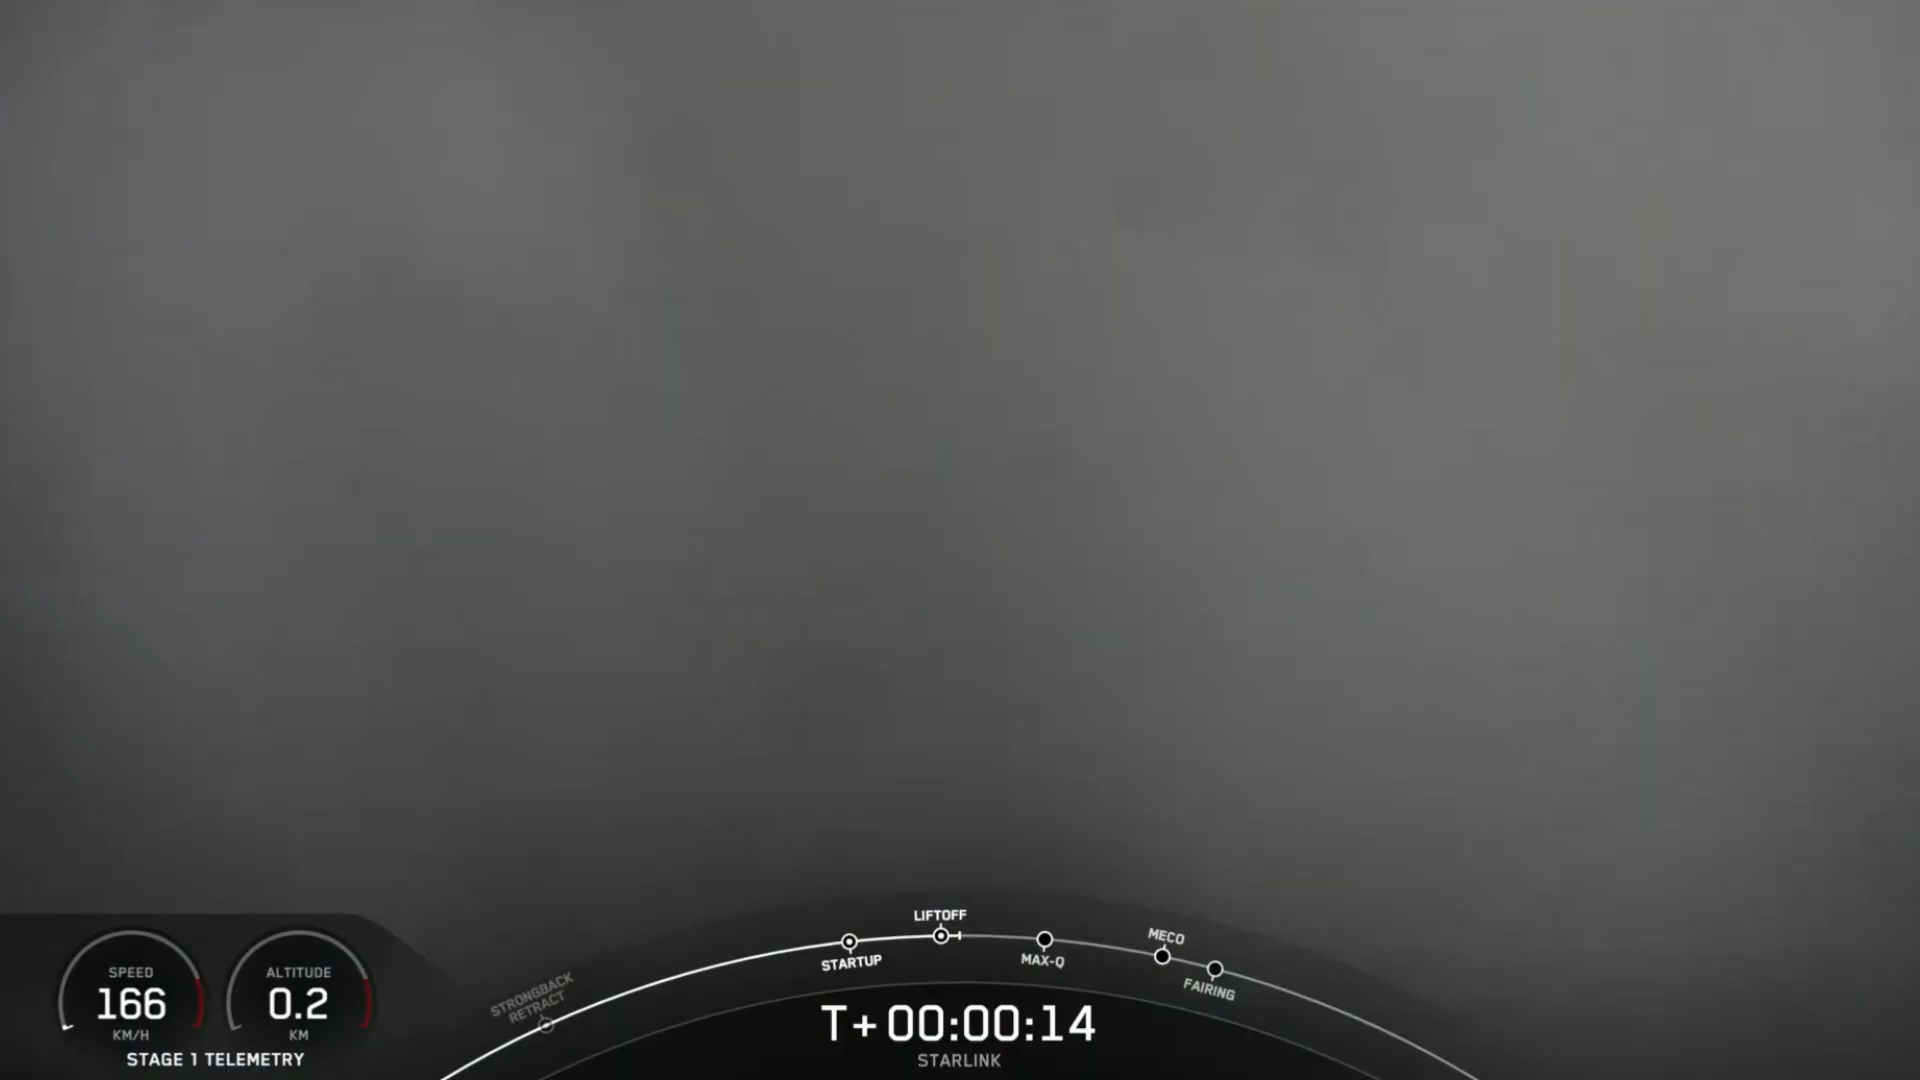 LIFTOFF
STARTUP
MAX-Q
MECO
FAIRING
STRONGBACK
RETRACT
SPEED
166
KM/H
ALTITUDE
0.2
KM
STAGE 1 TELEMETRY
T+00:00:14
STARLINK